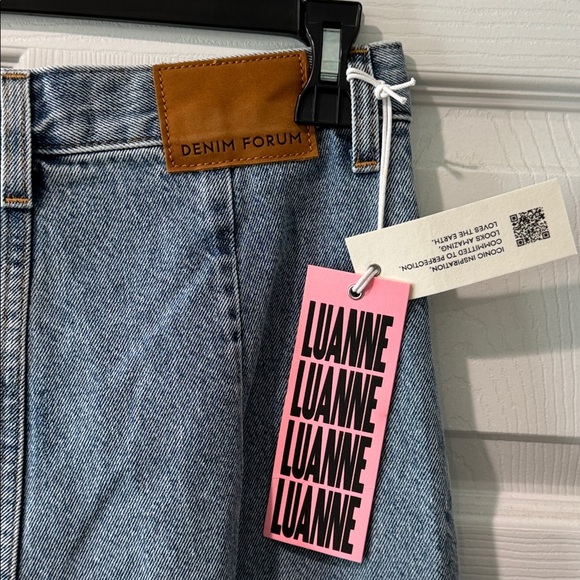 DENIM FORUM
ICONIC INSPIRATION.
COMMITTED TO PERFECTION.
LOOKS AMAZING.
LOVES THE EARTH.
LUANNE
LUANNE
LUANNE
LUANNE